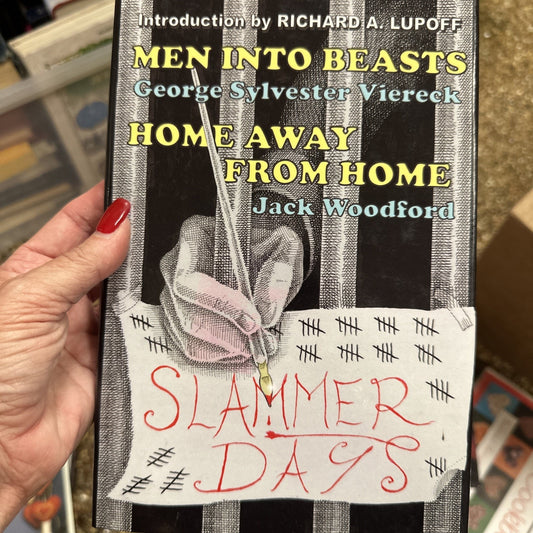 Introduction by RICHARD A. LUPOFF
MEN INTO BEASTS
George Sylvester Viereck
HOME AWAY
FROM HOME
Jack Woodford
SLAMMER
DAYS